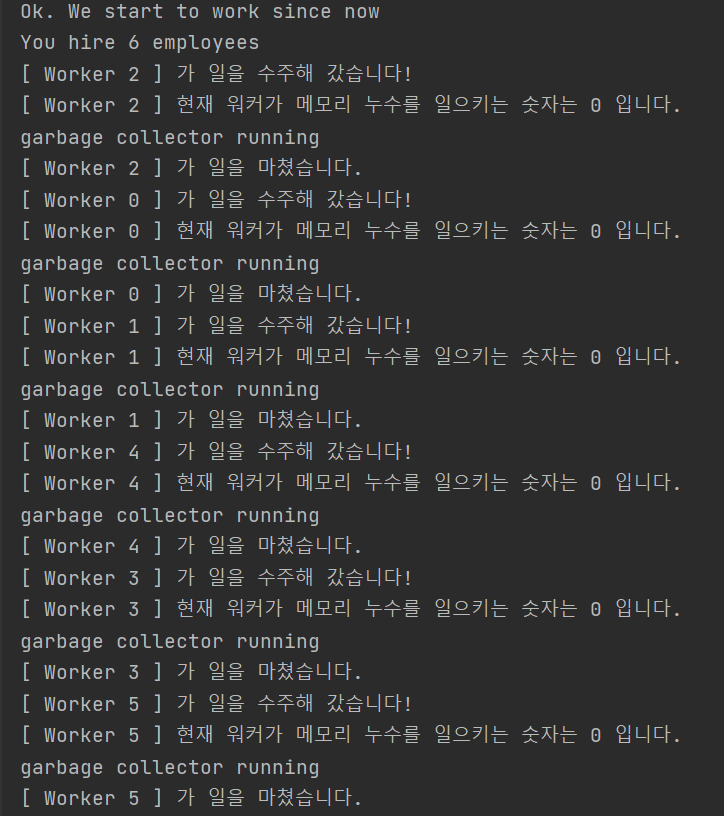 Ok. We start to work since now
You hire 6 employees
[ Worker 2 ] 가 일을 수주해 갔습니다!
[ Worker 2 ] 현재 워커가 메모리 누수를 일으키는 숫자는 0 입니다.
garbage collector running
[ Worker 2 ] 가 일을 마쳤습니다.
[ Worker 0 ] 가 일을 수주해 갔습니다!
[ Worker 0 ] 현재 워커가 메모리 누수를 일으키는 숫자는 0 입니다.
garbage collector running
[ Worker 0 ] 가 일을 마쳤습니다.
[ Worker 1 ] 가 일을 수주해 갔습니다!
[ Worker 1 ] 현재 워커가 메모리 누수를 일으키는 숫자는 0 입니다.
garbage collector running
[ Worker 1 ] 가 일을 마쳤습니다.
[ Worker 4 ] 가 일을 수주해 갔습니다!
[ Worker 4 ] 현재 워커가 메모리 누수를 일으키는 숫자는 0 입니다.
garbage collector running
[ Worker 4 ] 가 일을 마쳤습니다.
[ Worker 3 ] 가 일을 수주해 갔습니다!
[ Worker 3 ] 현재 워커가 메모리 누수를 일으키는 숫자는 0 입니다.
garbage collector running
[ Worker 3 ] 가 일을 마쳤습니다.
[ Worker 5 ] 가 일을 수주해 갔습니다!
[ Worker 5 ] 현재 워커가 메모리 누수를 일으키는 숫자는 0 입니다.
garbage collector running
[ Worker 5 ] 가 일을 마쳤습니다.